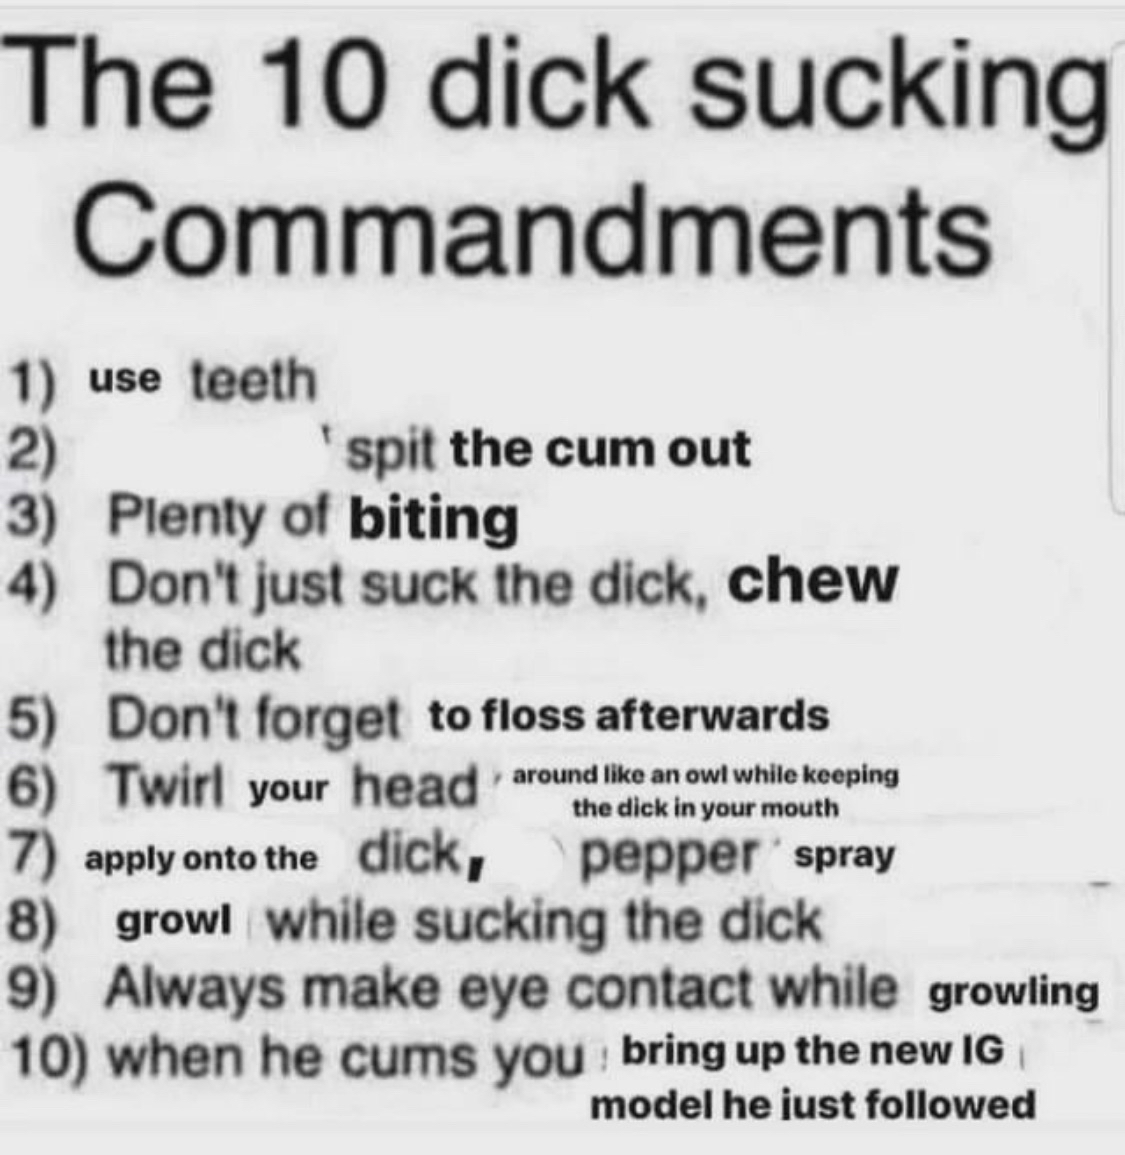 The 10 dick sucking
Commandments
1) use teeth
2) spit the cum out
3) Plenty of biting
4) Don't just suck the dick, chew
the dick
5) Don't forget to floss afterwards
6) Twirl your head around like an owl while keeping
the dick in your mouth
7) apply onto the dick, pepper spray
8) growl while sucking the dick
9) Always make eye contact while growling
10) when he cums you bring up the new IG
model he just followed